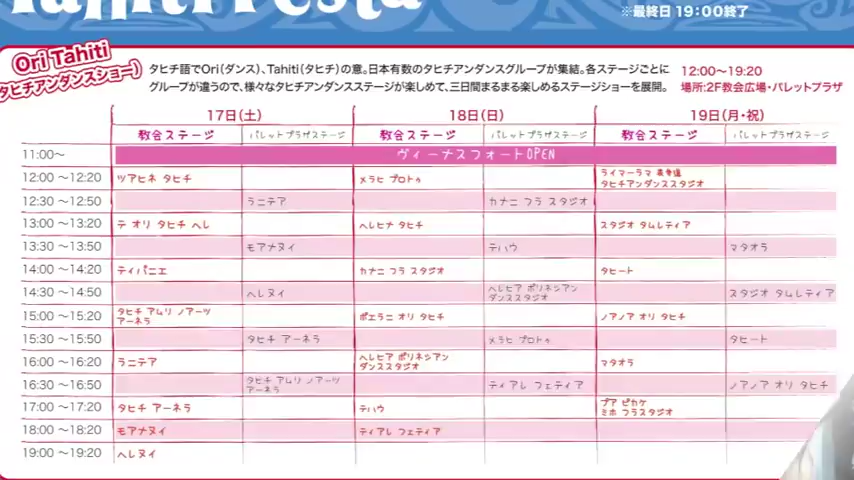 Tahiti Festa
※最終日 19:00終了
Ori Tahiti
(タヒチアンダンスショー)
タヒチ語でOri(ダンス)、Tahiti(タヒチ)の意。日本有数のタヒチアンダンスグループが集結。各ステージごとに
グループが違うので、様々なタヒチアンダンスステージが楽しめて、三日間まるまる楽しめるステージショーを展開。
12:00~19:20
場所:2F教会広場・パレットプラザ
17日(土) 18日(日) 19日(月・祝)
教会ステージ パレットプラザステージ 教会ステージ パレットプラザステージ 教会ステージ パレットプラザステージ
11:00~ ヴィーナスフォートOPEN
12:00 ~12:20 ツアヒネ タヒチ メラヒ プロトゥ ライマーラマ 表参道 タヒチアンダンススタジオ
12:30 ~12:50 ラニテア カナニ フラ スタジオ
13:00 ~13:20 テ オリ タヒチ ヘレ ヘレヒナ タヒチ スタジオ タムレティア
13:30 ~13:50 モアナヌイ テハウ マタオラ
14:00 ~14:20 ティパニエ カナニ フラ スタジオ タヒート
14:30 ~14:50 ヘレヌイ ヘレヒア ポリネシアン ダンススタジオ スタジオ タムレティア
15:00 ~15:20 タヒチ アムリ ノアーツ アーネラ ポエラニ オリ タヒチ ノアノア オリ タヒチ
15:30 ~15:50 タヒチ アーネラ メラヒ プロトゥ タヒート
16:00 ~16:20 ラニテア ヘレヒア ポリネシアン ダンススタジオ マタオラ
16:30 ~16:50 タヒチ アムリ ノアーツ アーネラ ティアレ フェティア ノアノア オリ タヒチ
17:00 ~17:20 タヒチ アーネラ テハウ プア ピカケ ミホ フラスタジオ
18:00 ~18:20 モアナヌイ ティアレ フェティア
19:00 ~19:20 ヘレヌイ